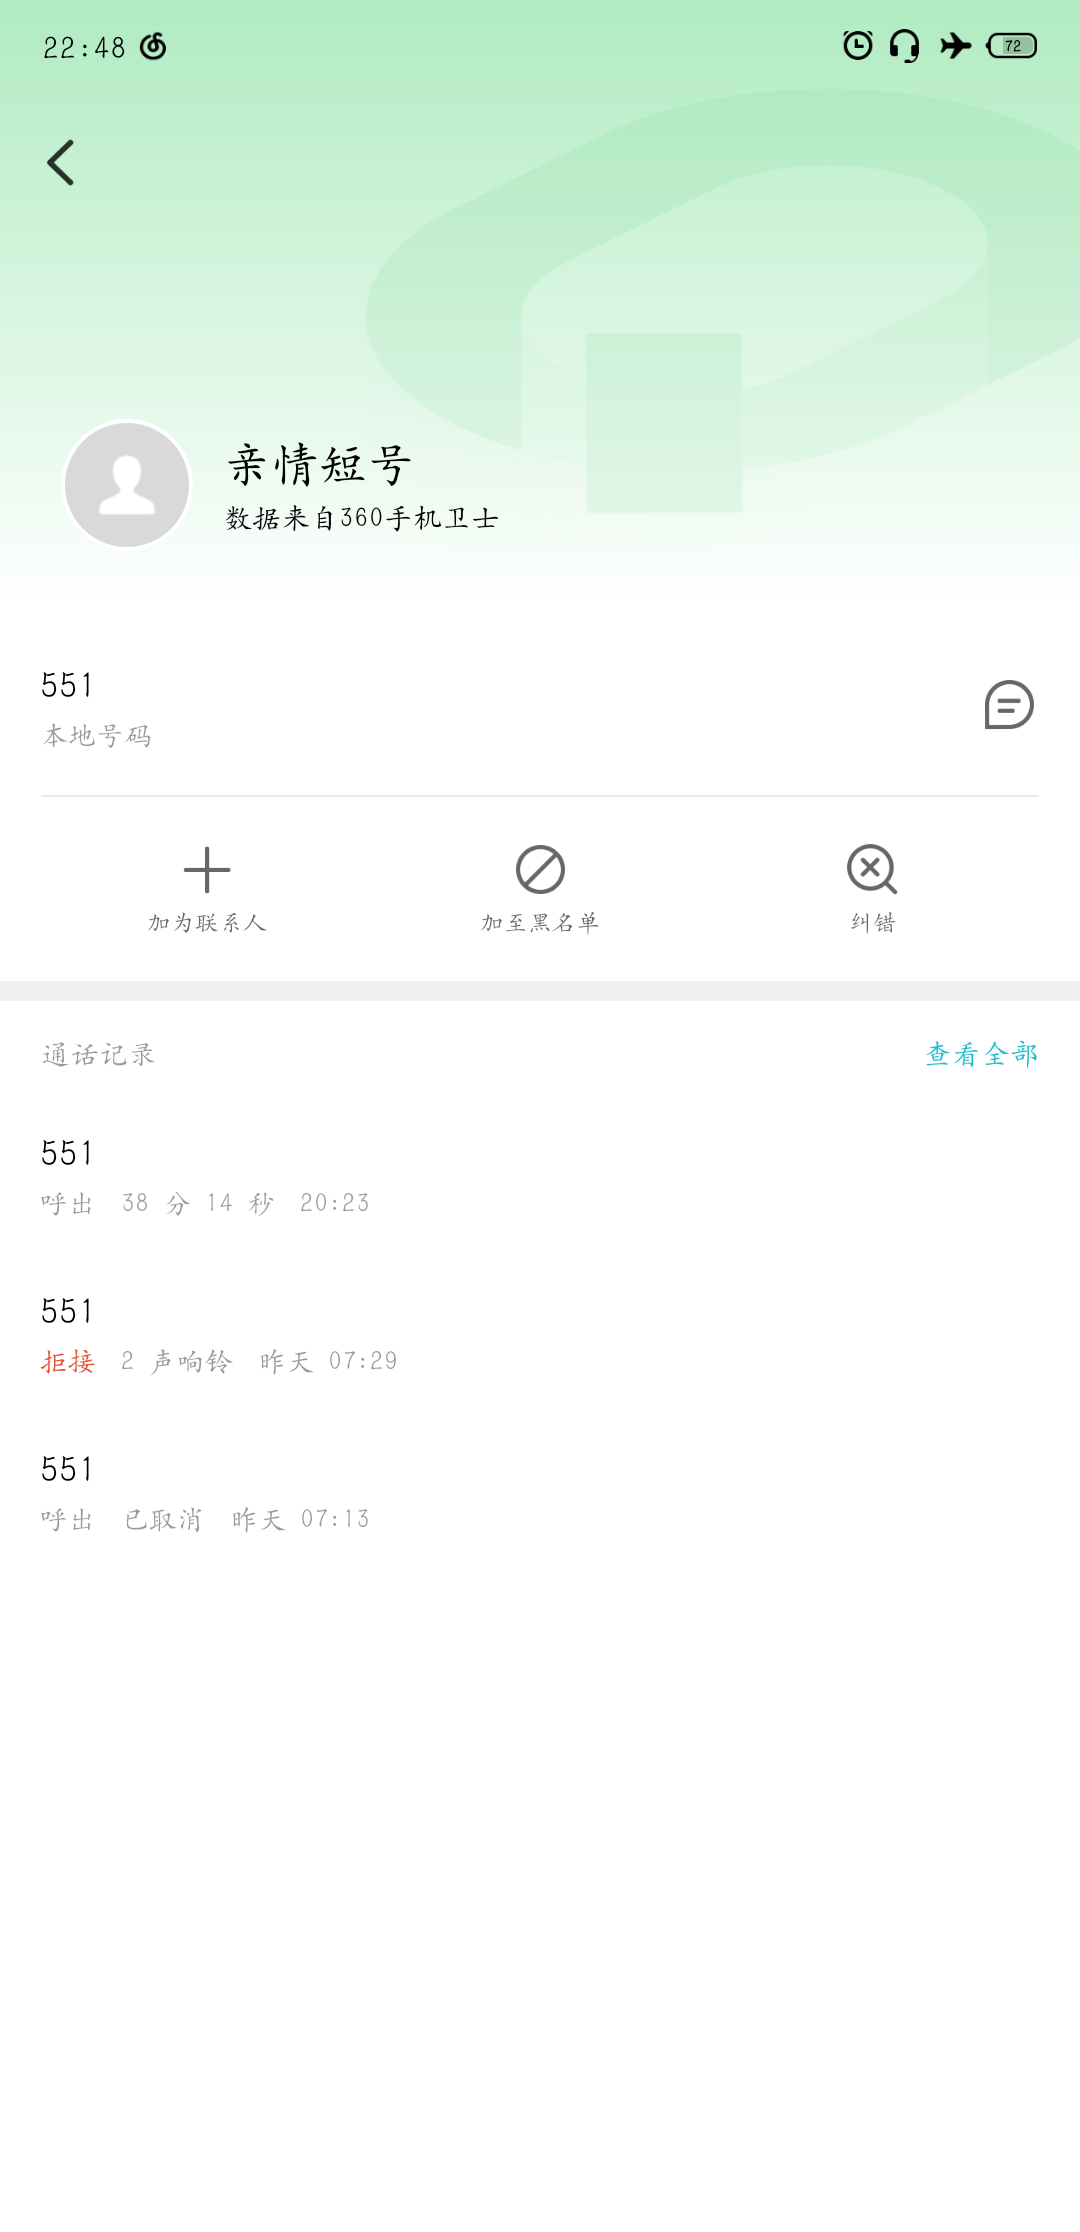 22:48
72
亲情短号
数据来自360手机卫士
551
本地号码
加为联系人 加至黑名单 纠错
通话记录 查看全部
551
呼出 38 分 14 秒 20:23
551
拒接 2 声响铃 昨天 07:29
551
呼出 已取消 昨天 07:13